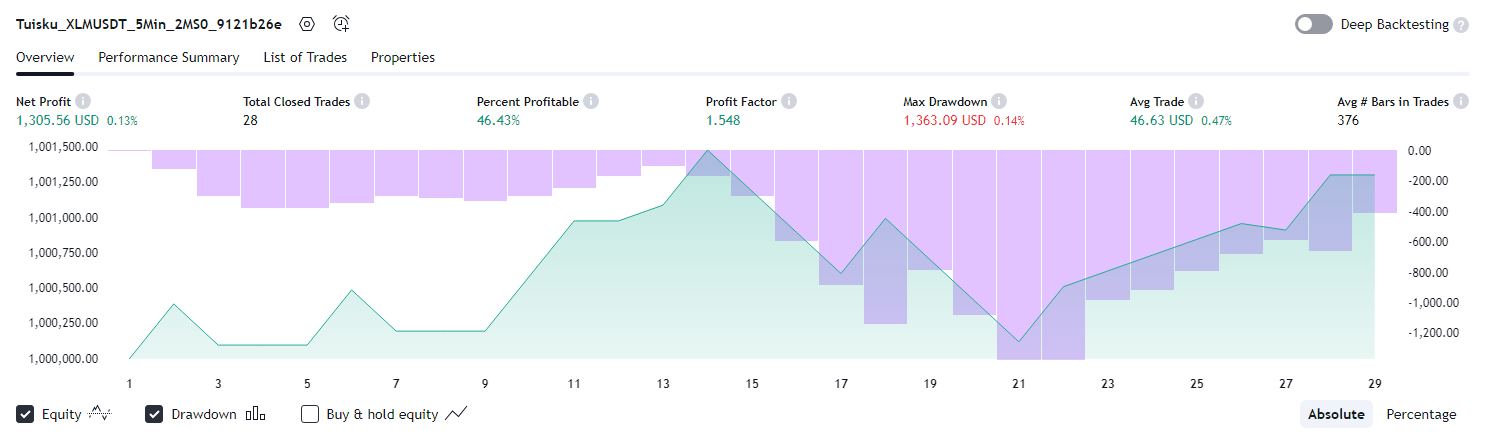 Tuisku_XLMUSDT_5Min_2MS0_9121b26e Deep Backtesting ?
Overview Performance Summary List of Trades Properties
Net Profit Total Closed Trades Percent Profitable Profit Factor Max Drawdown Avg Trade Avg # Bars in Trades
1,305.56 USD 0.13% 28 46.43% 1.548 1,363.09 USD 0.14% 46.63 USD 0.47% 376
1,001,500.00 0.00
1,001,250.00 -200.00
1,001,000.00 -400.00
1,000,750.00 -600.00
1,000,500.00 -800.00
1,000,250.00 -1,000.00
1,000,000.00 -1,200.00
1 3 5 7 9 11 13 15 17 19 21 23 25 27 29
Equity Drawdown Buy & hold equity Absolute Percentage